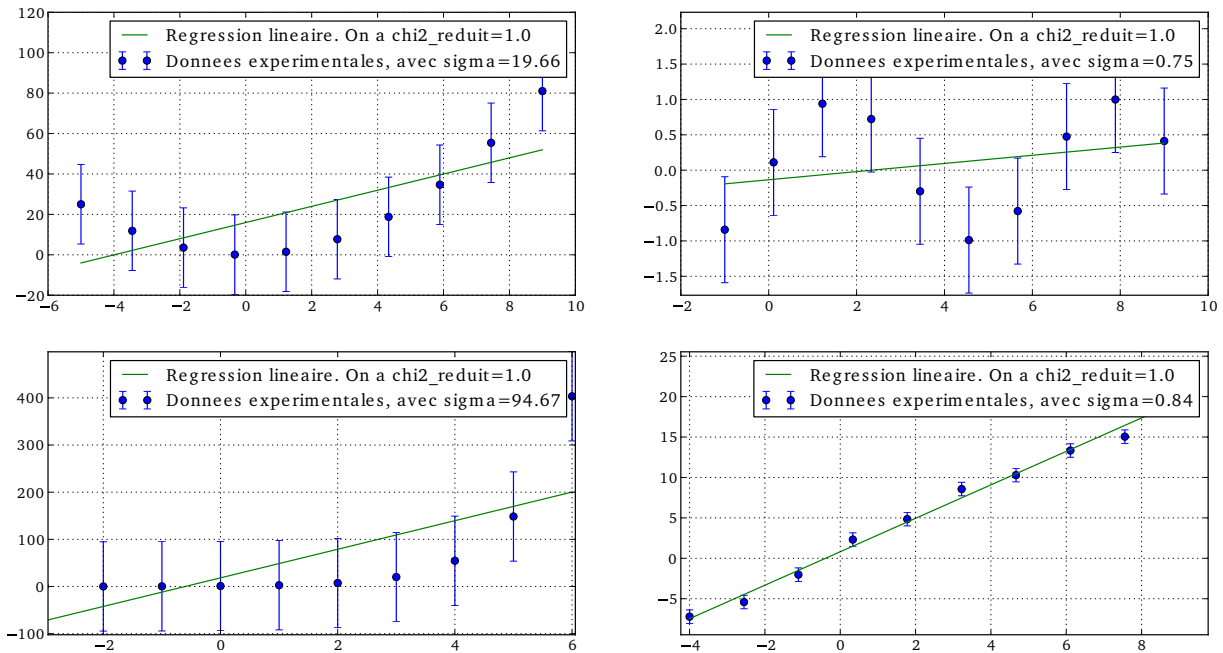 120
100
80
60
40
20
0
−20
−6 −4 −2 0 2 4 6 8 10
Regression lineaire. On a chi2_reduit=1.0
Donnees experimentales, avec sigma=19.66
2.0
1.5
1.0
0.5
0.0
−0.5
−1.0
−1.5
−2 0 2 4 6 8 10
Regression lineaire. On a chi2_reduit=1.0
Donnees experimentales, avec sigma=0.75
400
300
200
100
0
−100
−2 0 2 4 6
Regression lineaire. On a chi2_reduit=1.0
Donnees experimentales, avec sigma=94.67
25
20
15
10
5
0
−5
−4 −2 0 2 4 6 8
Regression lineaire. On a chi2_reduit=1.0
Donnees experimentales, avec sigma=0.84